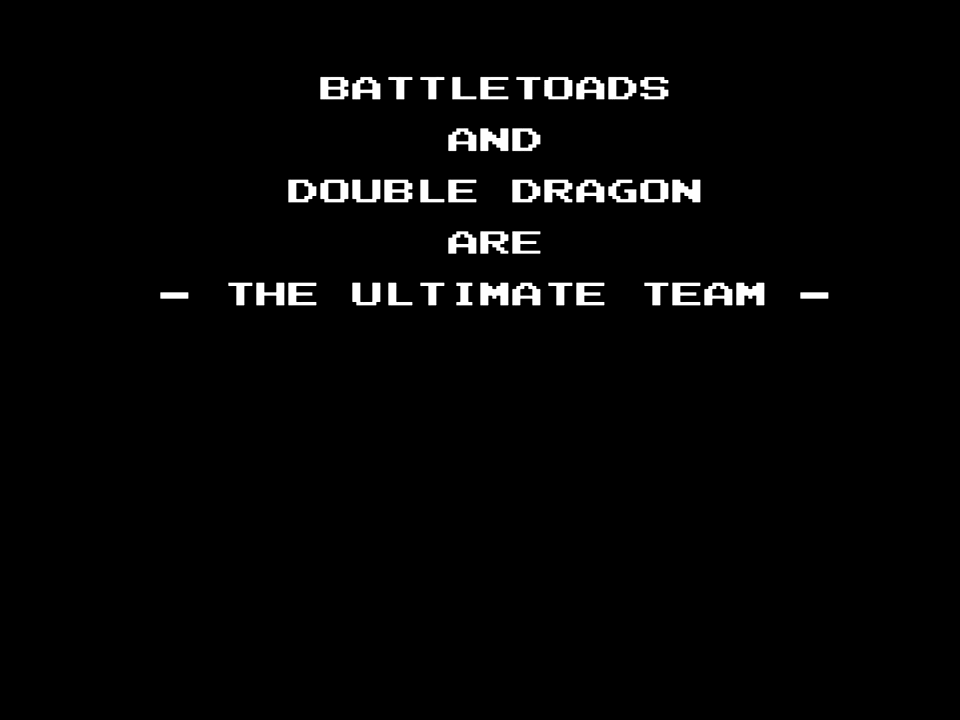 BATTLETOADS
AND
DOUBLE DRAGON
ARE
- THE ULTIMATE TEAM -